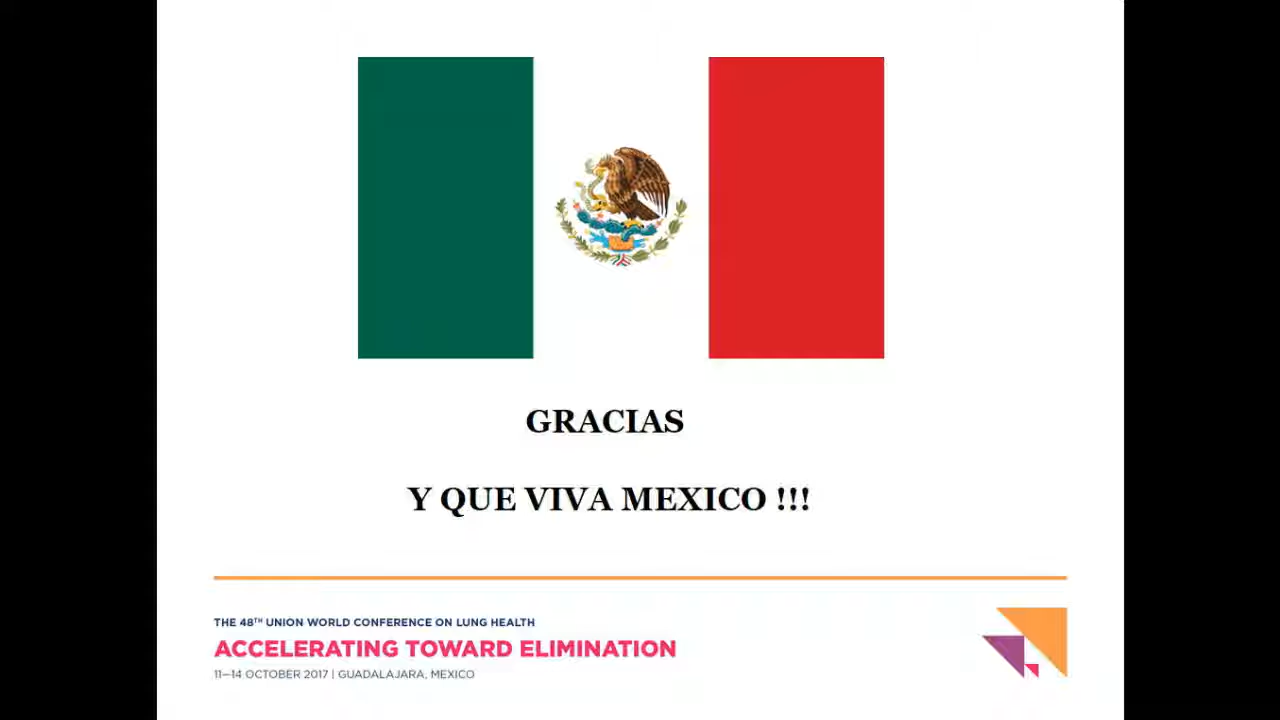 GRACIAS
Y QUE VIVA MEXICO !!!
THE 48TH UNION WORLD CONFERENCE ON LUNG HEALTH
ACCELERATING TOWARD ELIMINATION
11–14 OCTOBER 2017 | GUADALAJARA, MEXICO